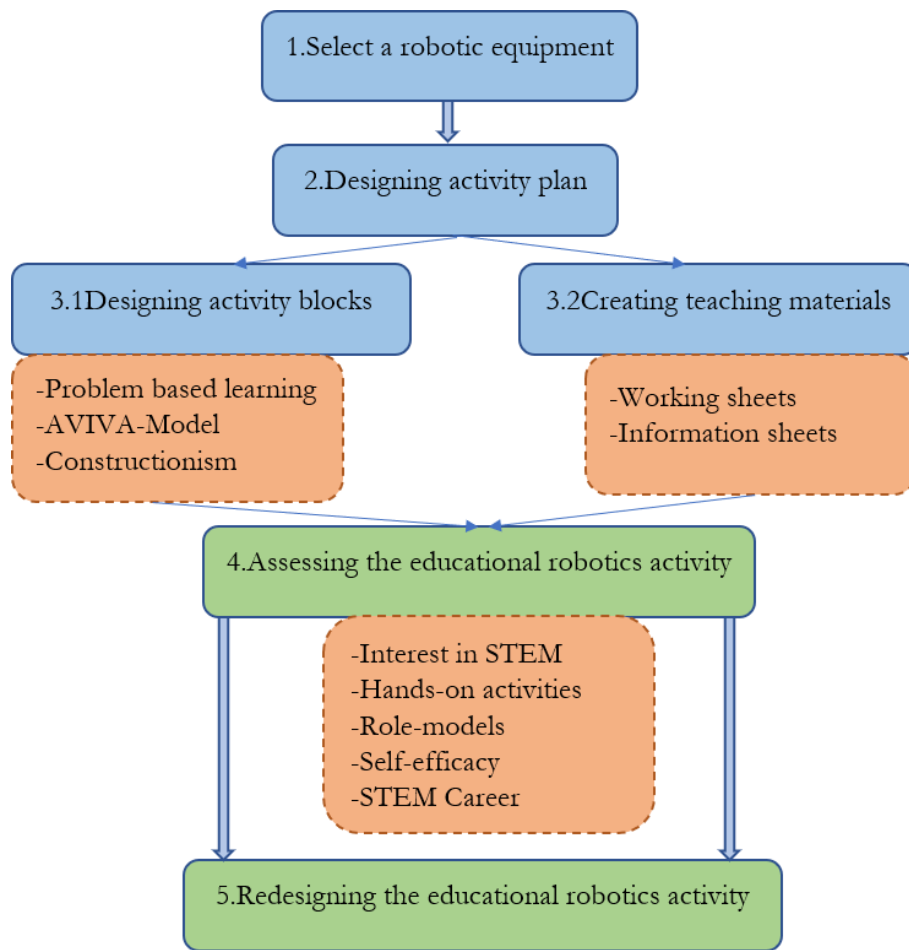 1.Select a robotic equipment
2.Designing activity plan
3.1Designing activity blocks
3.2Creating teaching materials
-Problem based learning
-AVIVA-Model
-Constructionism
-Working sheets
-Information sheets
4.Assessing the educational robotics activity
-Interest in STEM
-Hands-on activities
-Role-models
-Self-efficacy
-STEM Career
5.Redesigning the educational robotics activity